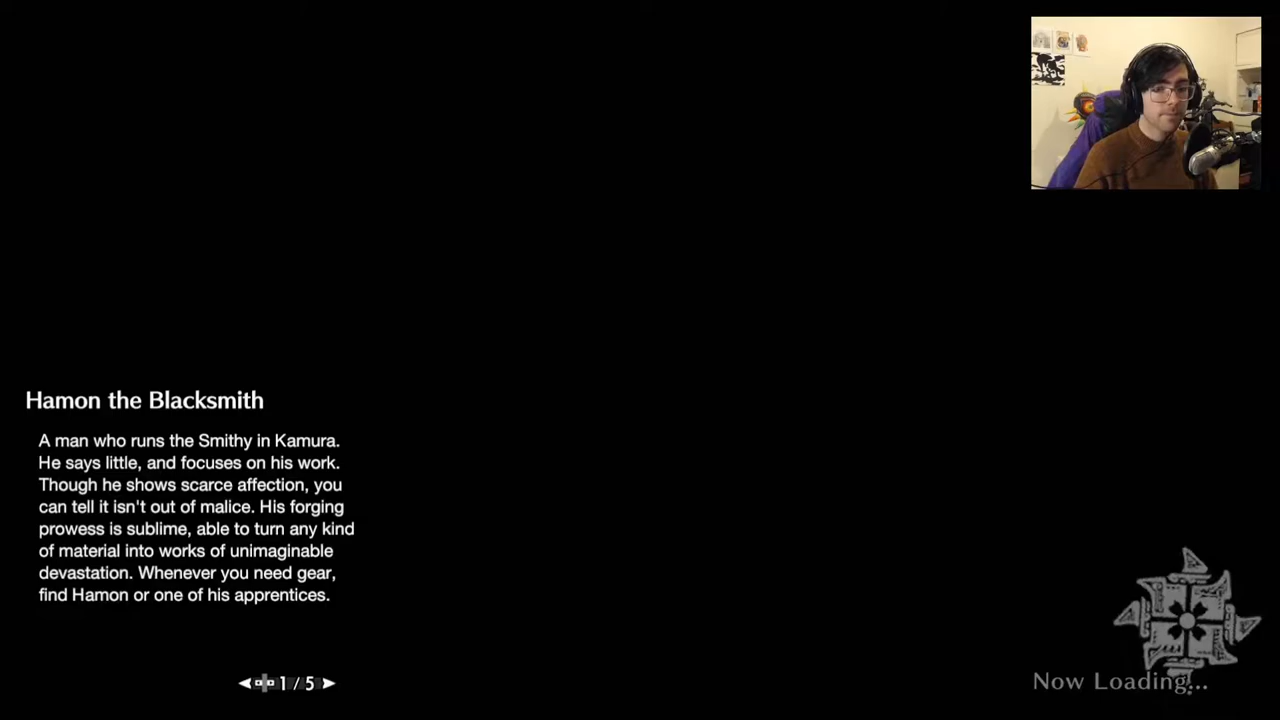 Hamon the Blacksmith
A man who runs the Smithy in Kamura.
He says little, and focuses on his work.
Though he shows scarce affection, you
can tell it isn't out of malice. His forging
prowess is sublime, able to turn any kind
of material into works of unimaginable
devastation. Whenever you need gear,
find Hamon or one of his apprentices.
1 / 5
Now Loading...